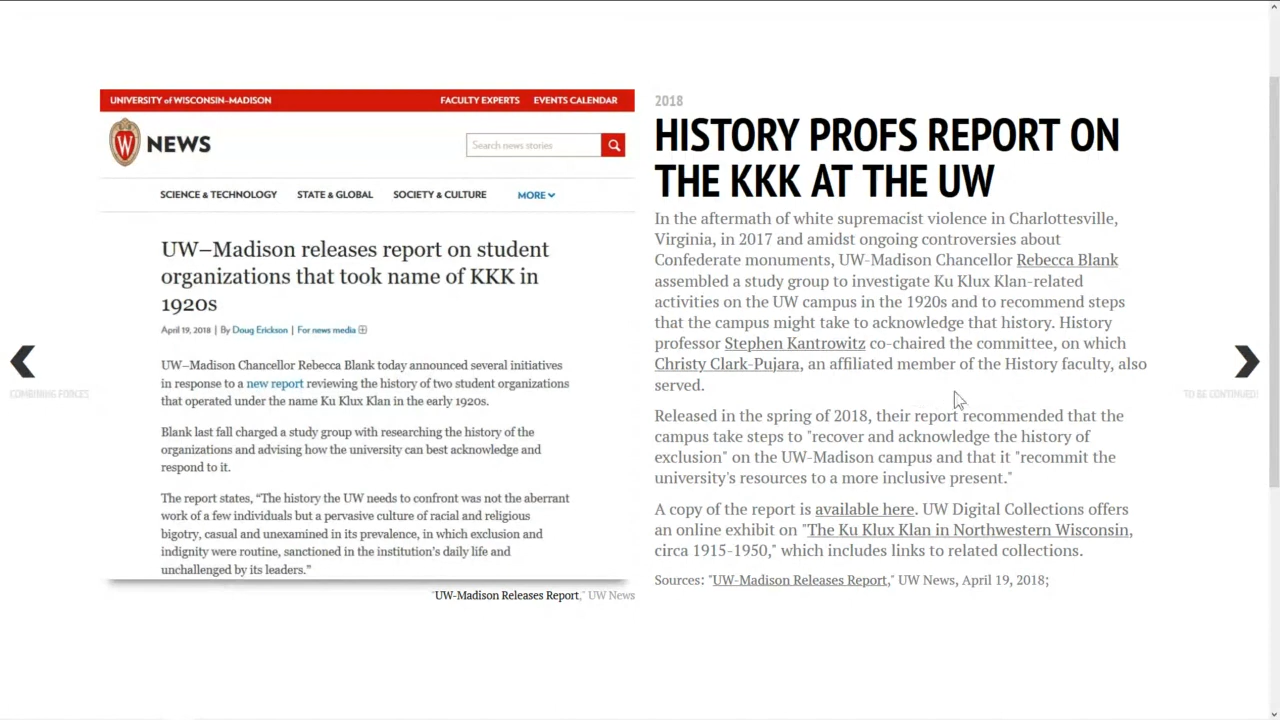 UNIVERSITY of WISCONSIN–MADISON
FACULTY EXPERTS EVENTS CALENDAR
W NEWS
Search news stories
SCIENCE & TECHNOLOGY STATE & GLOBAL SOCIETY & CULTURE MORE
UW–Madison releases report on student
organizations that took name of KKK in
1920s
April 19, 2018 | By Doug Erickson | For news media
UW–Madison Chancellor Rebecca Blank today announced several initiatives
in response to a new report reviewing the history of two student organizations
that operated under the name Ku Klux Klan in the early 1920s.
Blank last fall charged a study group with researching the history of the
organizations and advising how the university can best acknowledge and
respond to it.
The report states, “The history the UW needs to confront was not the aberrant
work of a few individuals but a pervasive culture of racial and religious
bigotry, casual and unexamined in its prevalence, in which exclusion and
indignity were routine, sanctioned in the institution’s daily life and
unchallenged by its leaders.”
"UW-Madison Releases Report," UW News
COMBINING FORCES
2018
HISTORY PROFS REPORT ON
THE KKK AT THE UW
In the aftermath of white supremacist violence in Charlottesville,
Virginia, in 2017 and amidst ongoing controversies about
Confederate monuments, UW-Madison Chancellor Rebecca Blank
assembled a study group to investigate Ku Klux Klan-related
activities on the UW campus in the 1920s and to recommend steps
that the campus might take to acknowledge that history. History
professor Stephen Kantrowitz co-chaired the committee, on which
Christy Clark-Pujara, an affiliated member of the History faculty, also
served.
Released in the spring of 2018, their report recommended that the
campus take steps to "recover and acknowledge the history of
exclusion" on the UW-Madison campus and that it "recommit the
university's resources to a more inclusive present."
A copy of the report is available here. UW Digital Collections offers
an online exhibit on "The Ku Klux Klan in Northwestern Wisconsin,
circa 1915-1950," which includes links to related collections.
Sources: "UW-Madison Releases Report," UW News, April 19, 2018;
TO BE CONTINUED!